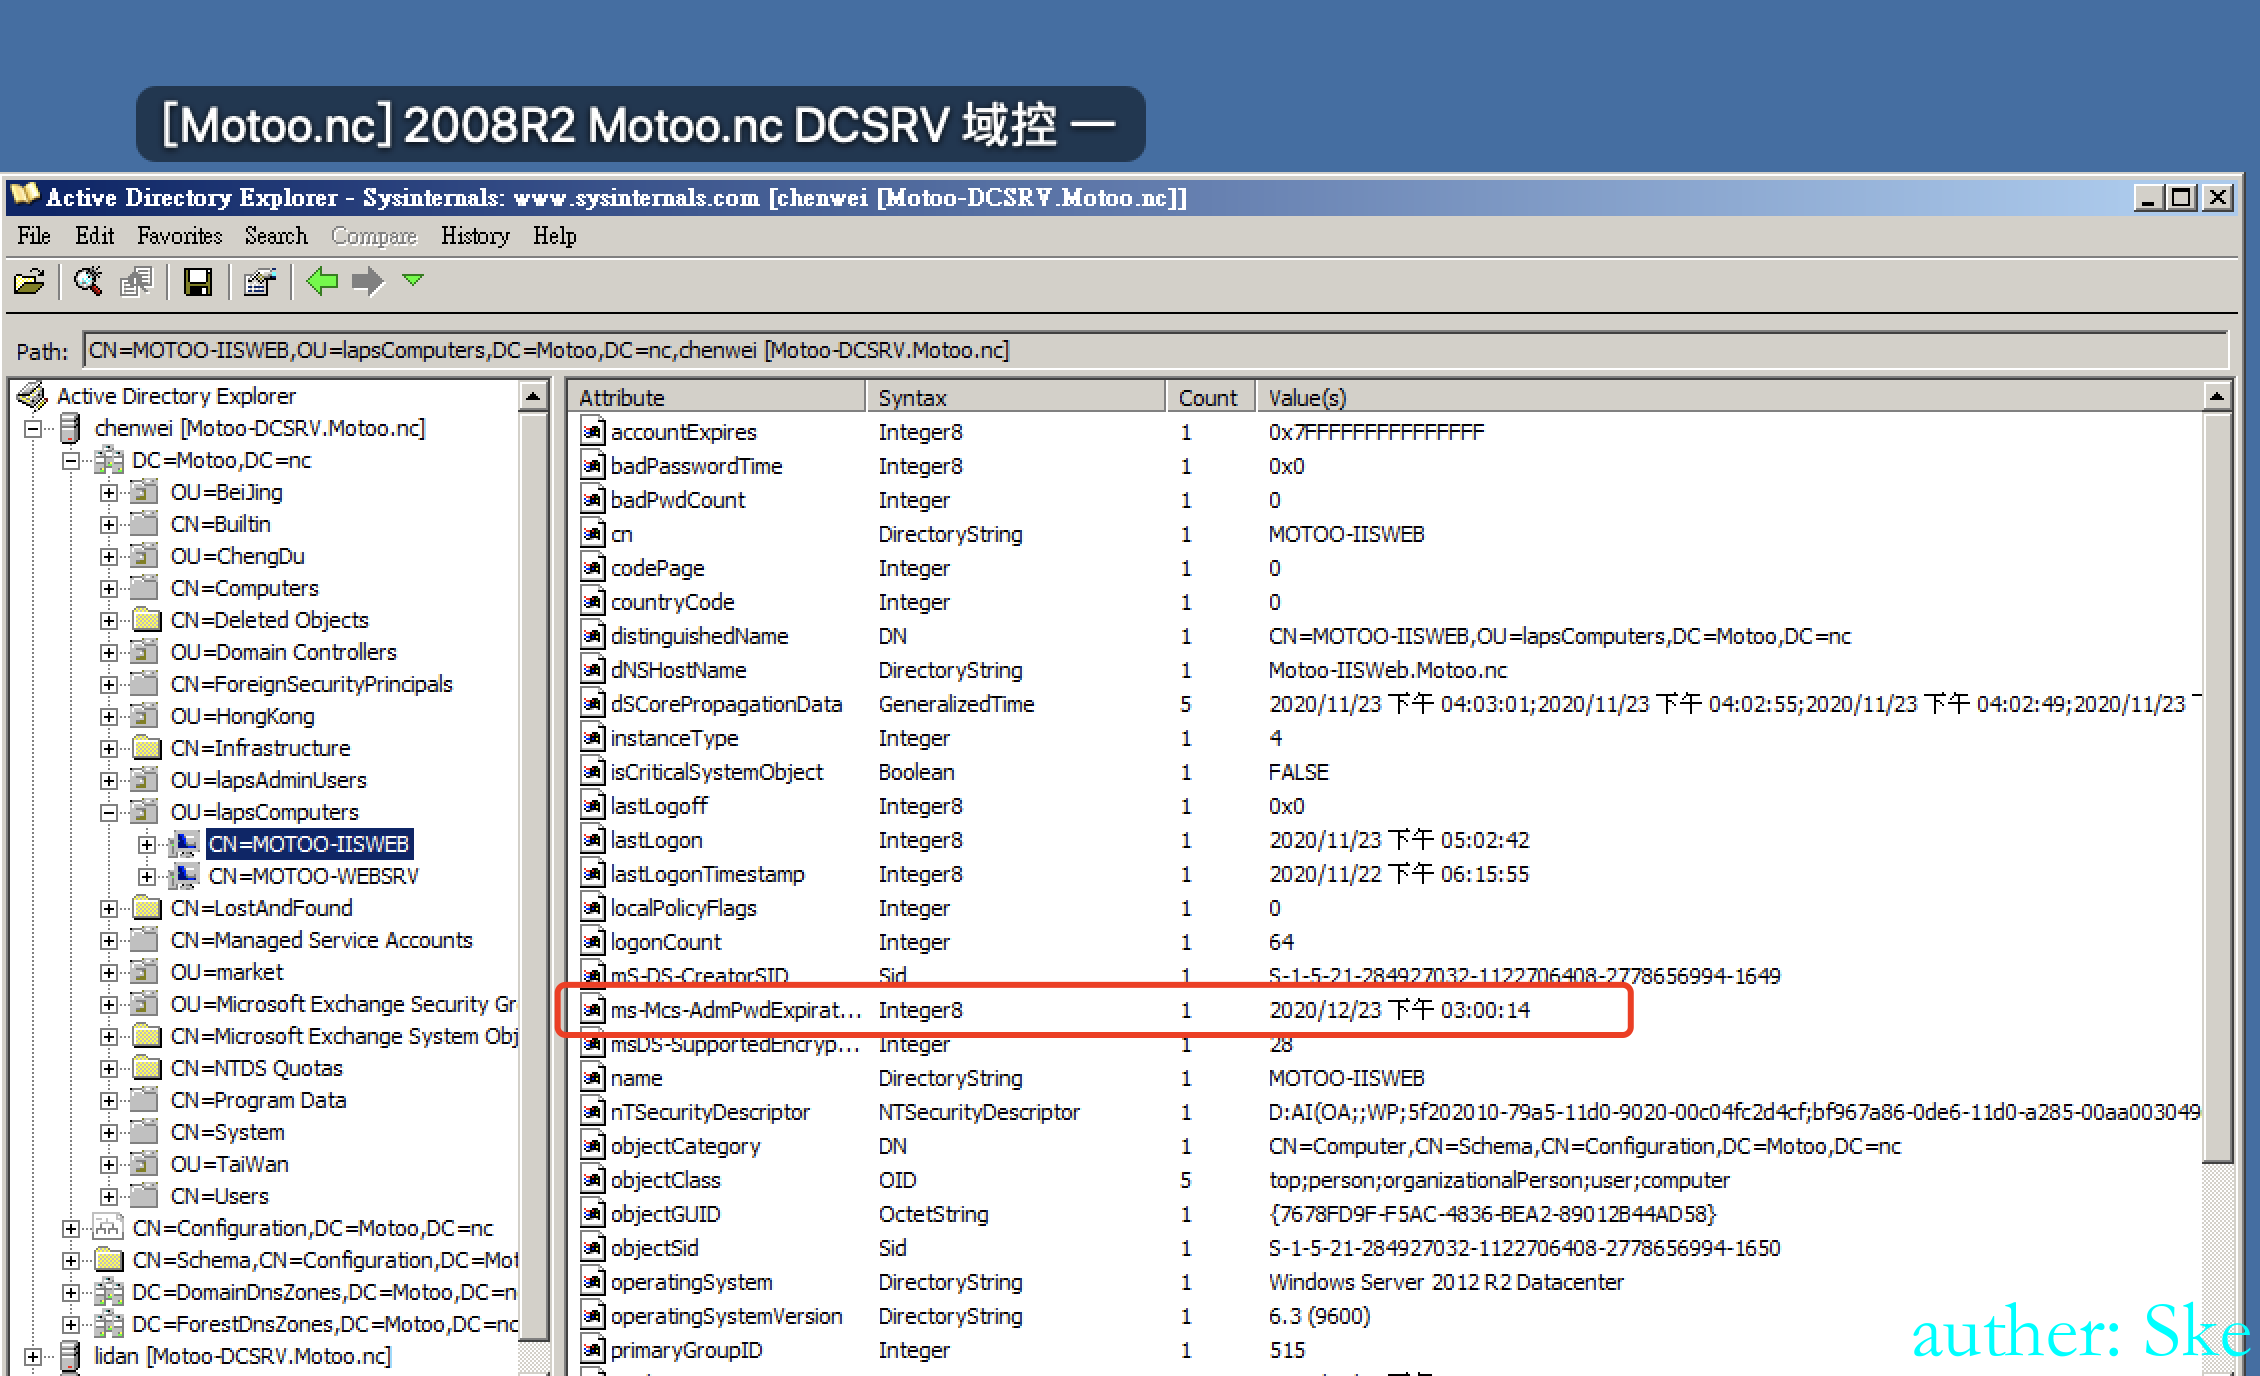 [Motoo.nc] 2008R2 Motoo.nc DCSRV 域控 一
Active Directory Explorer - Sysinternals: www.sysinternals.com [chenwei [Motoo-DCSRV.Motoo.nc]]
File Edit Favorites Search Compare History Help
Path: CN=MOTOO-IISWEB,OU=lapsComputers,DC=Motoo,DC=nc,chenwei [Motoo-DCSRV.Motoo.nc]
Active Directory Explorer
chenwei [Motoo-DCSRV.Motoo.nc]
DC=Motoo,DC=nc
OU=BeiJing
CN=Builtin
OU=ChengDu
CN=Computers
CN=Deleted Objects
OU=Domain Controllers
CN=ForeignSecurityPrincipals
OU=HongKong
CN=Infrastructure
OU=lapsAdminUsers
OU=lapsComputers
CN=MOTOO-IISWEB
CN=MOTOO-WEBSRV
CN=LostAndFound
CN=Managed Service Accounts
OU=market
OU=Microsoft Exchange Security Gr
CN=Microsoft Exchange System Obj
CN=NTDS Quotas
CN=Program Data
CN=System
OU=TaiWan
CN=Users
CN=Configuration,DC=Motoo,DC=nc
CN=Schema,CN=Configuration,DC=Mot
DC=DomainDnsZones,DC=Motoo,DC=n
DC=ForestDnsZones,DC=Motoo,DC=nc
lidan [Motoo-DCSRV.Motoo.nc]
Attribute Syntax Count Value(s)
accountExpires Integer8 1 0x7FFFFFFFFFFFFFFF
badPasswordTime Integer8 1 0x0
badPwdCount Integer 1 0
cn DirectoryString 1 MOTOO-IISWEB
codePage Integer 1 0
countryCode Integer 1 0
distinguishedName DN 1 CN=MOTOO-IISWEB,OU=lapsComputers,DC=Motoo,DC=nc
dNSHostName DirectoryString 1 Motoo-IISWeb.Motoo.nc
dSCorePropagationData GeneralizedTime 5 2020/11/23 下午 04:03:01;2020/11/23 下午 04:02:55;2020/11/23 下午 04:02:49;2020/11/23
instanceType Integer 1 4
isCriticalSystemObject Boolean 1 FALSE
lastLogoff Integer8 1 0x0
lastLogon Integer8 1 2020/11/23 下午 05:02:42
lastLogonTimestamp Integer8 1 2020/11/22 下午 06:15:55
localPolicyFlags Integer 1 0
logonCount Integer 1 64
mS-DS-CreatorSID Sid 1 S-1-5-21-284927032-1122706408-2778656994-1649
ms-Mcs-AdmPwdExpirat... Integer8 1 2020/12/23 下午 03:00:14
msDS-SupportedEncryp... Integer 1 28
name DirectoryString 1 MOTOO-IISWEB
nTSecurityDescriptor NTSecurityDescriptor 1 D:AI(OA;;WP;5f202010-79a5-11d0-9020-00c04fc2d4cf;bf967a86-0de6-11d0-a285-00aa003049
objectCategory DN 1 CN=Computer,CN=Schema,CN=Configuration,DC=Motoo,DC=nc
objectClass OID 5 top;person;organizationalPerson;user;computer
objectGUID OctetString 1 {7678FD9F-F5AC-4836-BEA2-89012B44AD58}
objectSid Sid 1 S-1-5-21-284927032-1122706408-2778656994-1650
operatingSystem DirectoryString 1 Windows Server 2012 R2 Datacenter
operatingSystemVersion DirectoryString 1 6.3 (9600)
primaryGroupID Integer 1 515
auther: Ske